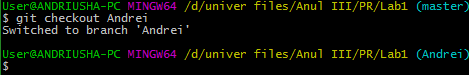 User@ANDRIUSHA-PC MINGW64 /d/univer files/Anul III/PR/Lab1 (master)
$ git checkout Andrei
Switched to branch 'Andrei'
User@ANDRIUSHA-PC MINGW64 /d/univer files/Anul III/PR/Lab1 (Andrei)
$